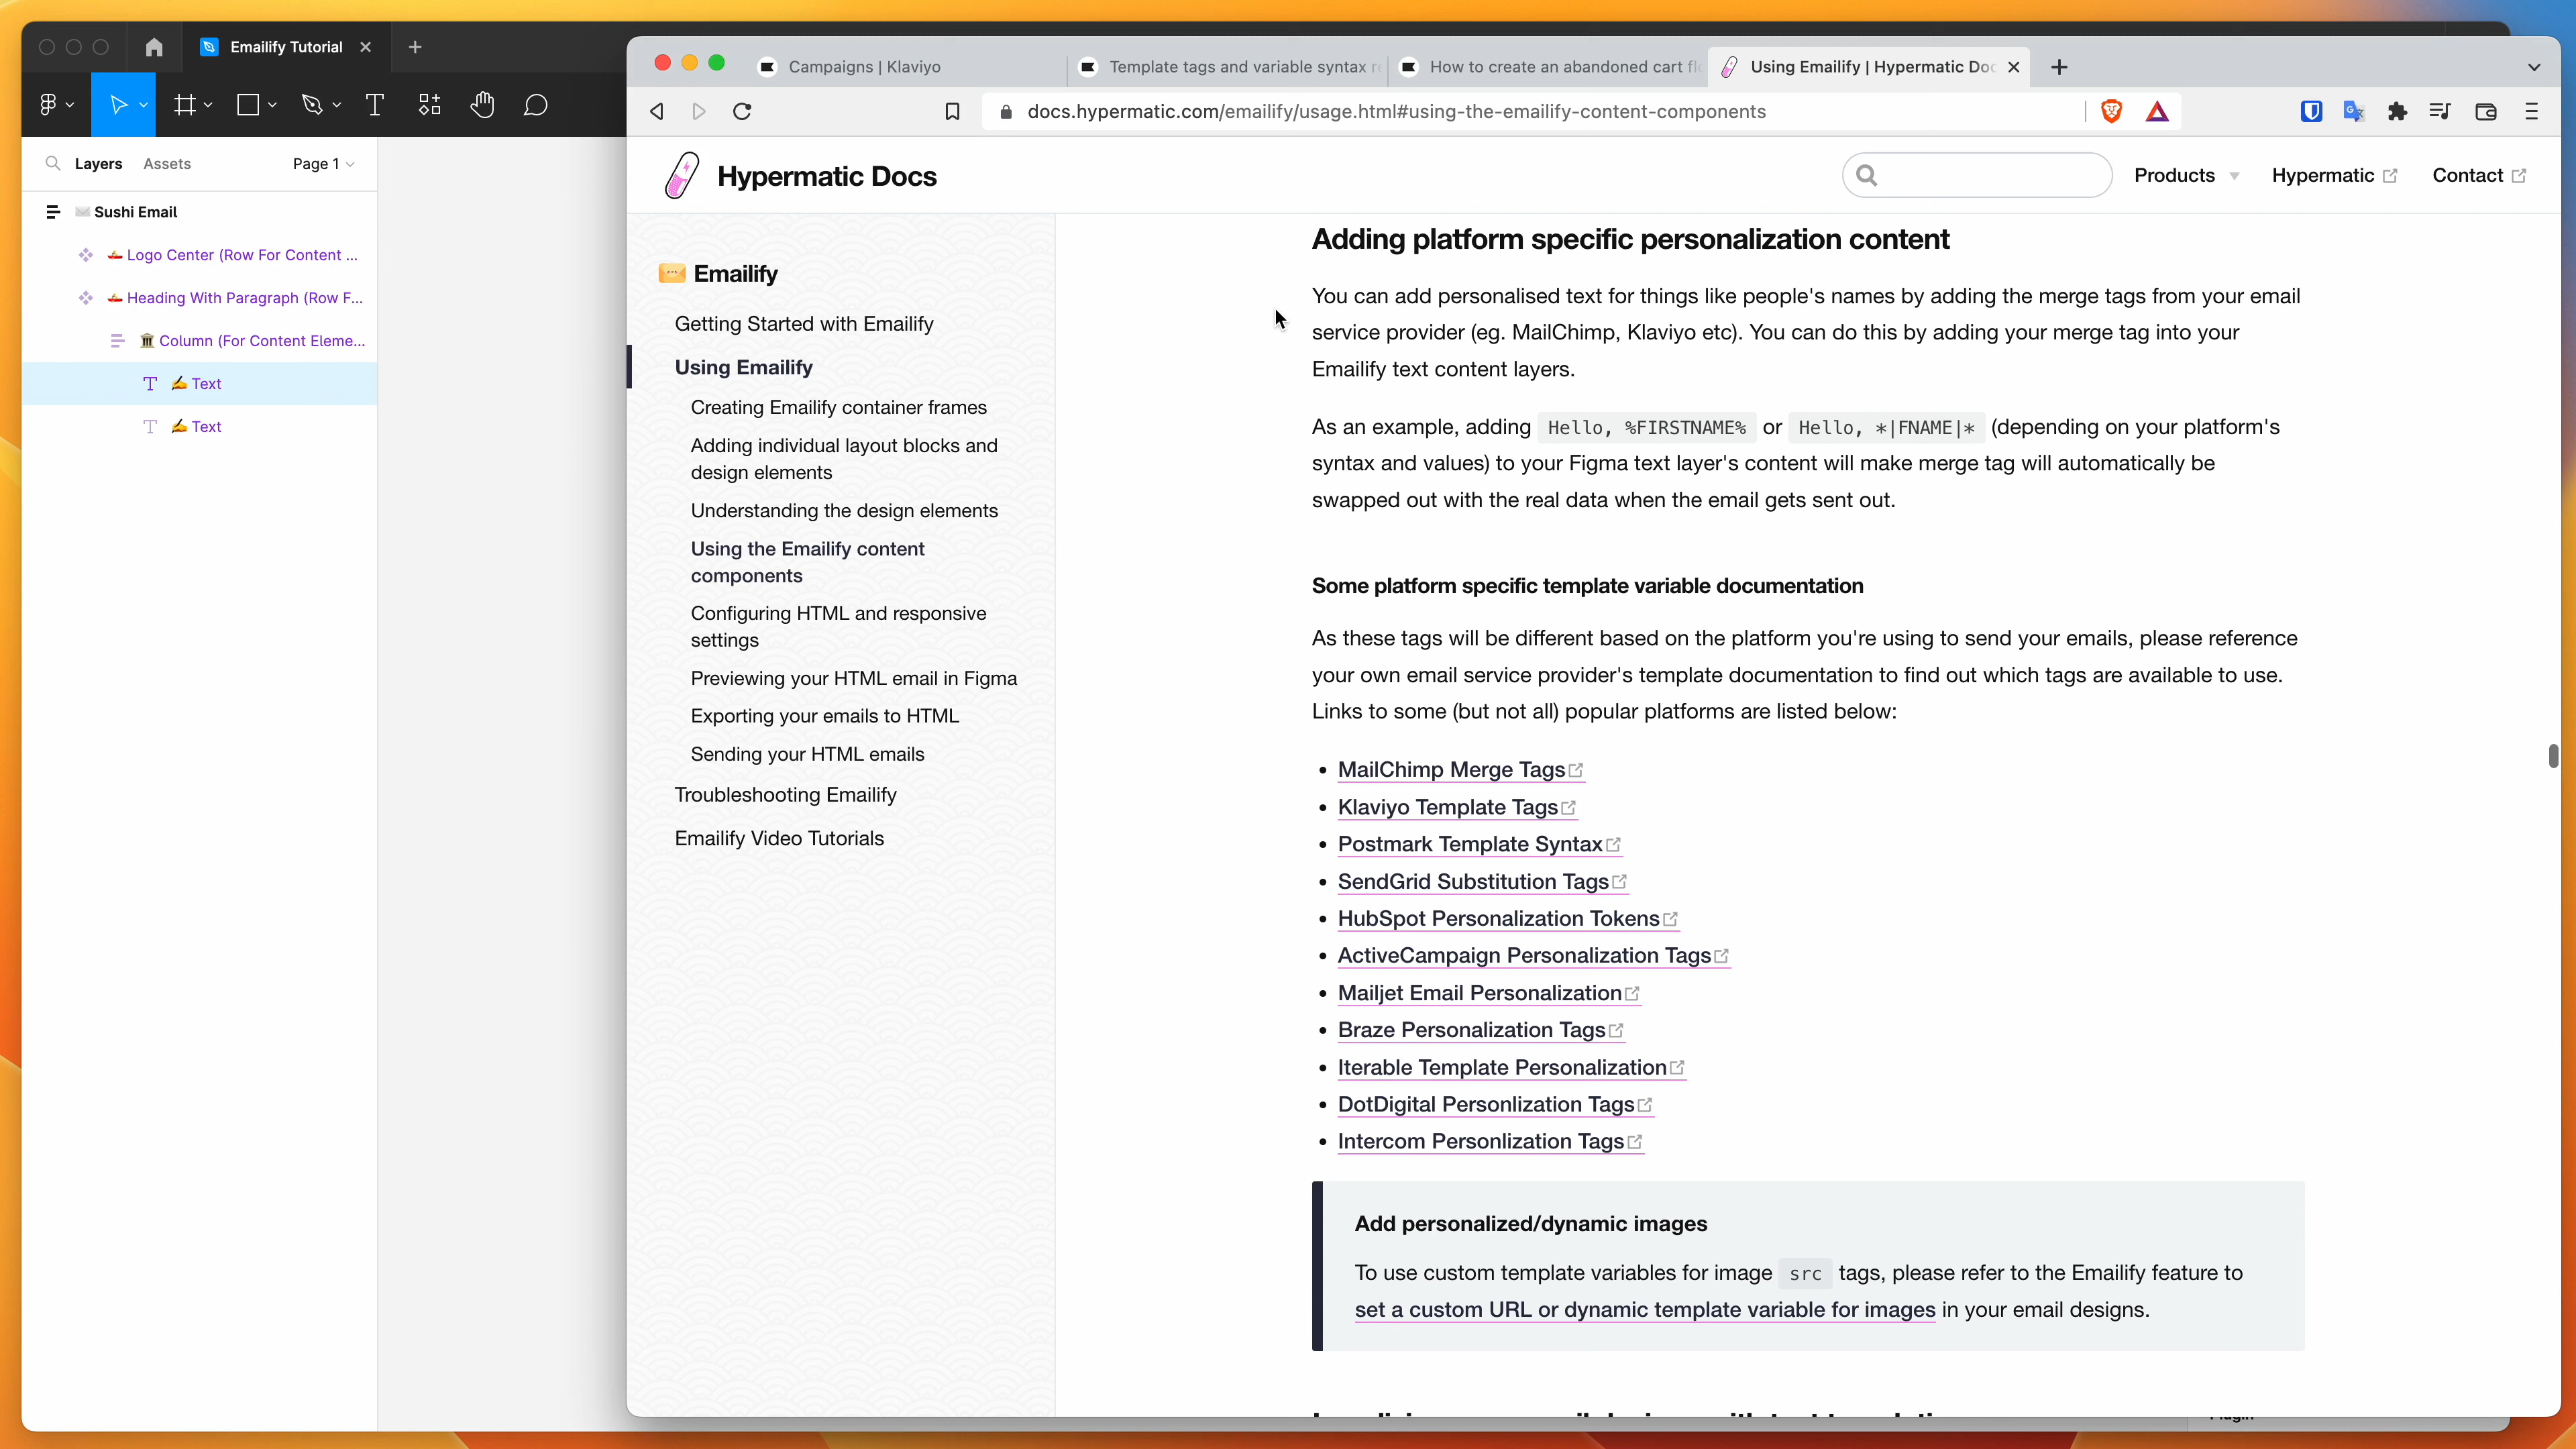 Emailify Tutorial
Layers
Assets
Page 1
Sushi Email
Logo Center (Row For Content ...
Heading With Paragraph (Row F...
Column (For Content Eleme...
Text
Text
Campaigns | Klaviyo
Template tags and variable syntax
How to create an abandoned cart
Using Emailify | Hypermatic Doc
docs.hypermatic.com/emailify/usage.html#using-the-emailify-content-components
Hypermatic Docs
Products
Hypermatic
Contact
Emailify
Getting Started with Emailify
Using Emailify
Creating Emailify container frames
Adding individual layout blocks and
design elements
Understanding the design elements
Using the Emailify content
components
Configuring HTML and responsive
settings
Previewing your HTML email in Figma
Exporting your emails to HTML
Sending your HTML emails
Troubleshooting Emailify
Emailify Video Tutorials
Adding platform specific personalization content
You can add personalised text for things like people's names by adding the merge tags from your email
service provider (eg. MailChimp, Klaviyo etc). You can do this by adding your merge tag into your
Emailify text content layers.
As an example, adding Hello, %FIRSTNAME% or Hello, *|FNAME|* (depending on your platform's
syntax and values) to your Figma text layer's content will make merge tag will automatically be
swapped out with the real data when the email gets sent out.
Some platform specific template variable documentation
As these tags will be different based on the platform you're using to send your emails, please reference
your own email service provider's template documentation to find out which tags are available to use.
Links to some (but not all) popular platforms are listed below:
MailChimp Merge Tags
Klaviyo Template Tags
Postmark Template Syntax
SendGrid Substitution Tags
HubSpot Personalization Tokens
ActiveCampaign Personalization Tags
Mailjet Email Personalization
Braze Personalization Tags
Iterable Template Personalization
DotDigital Personlization Tags
Intercom Personlization Tags
Add personalized/dynamic images
To use custom template variables for image src tags, please refer to the Emailify feature to
set a custom URL or dynamic template variable for images in your email designs.